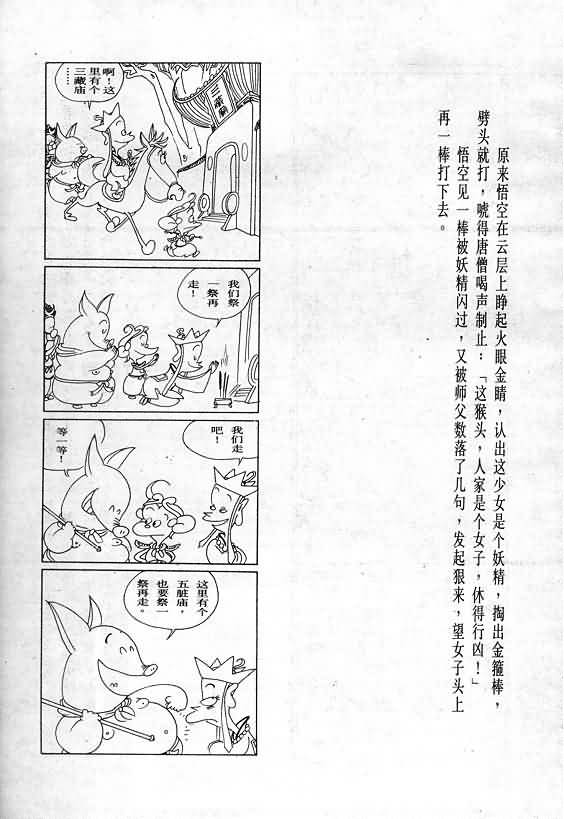 原来悟空在云层上睁起火眼金睛，认出这少女是个妖精，掏出金箍棒，
劈头就打，唬得唐僧喝声制止：「这猴头，人家是个女子，休得行凶！」
悟空见一棒被妖精闪过，又被师父数落了几句，发起狠来，望女子头上
再一棒打下去。
啊！这
里有个
三藏庙
……
三藏庙
我们祭
一祭再
走！
我们走
吧！
等一等！
这里有个
五脏庙，
也要祭一
祭再走。